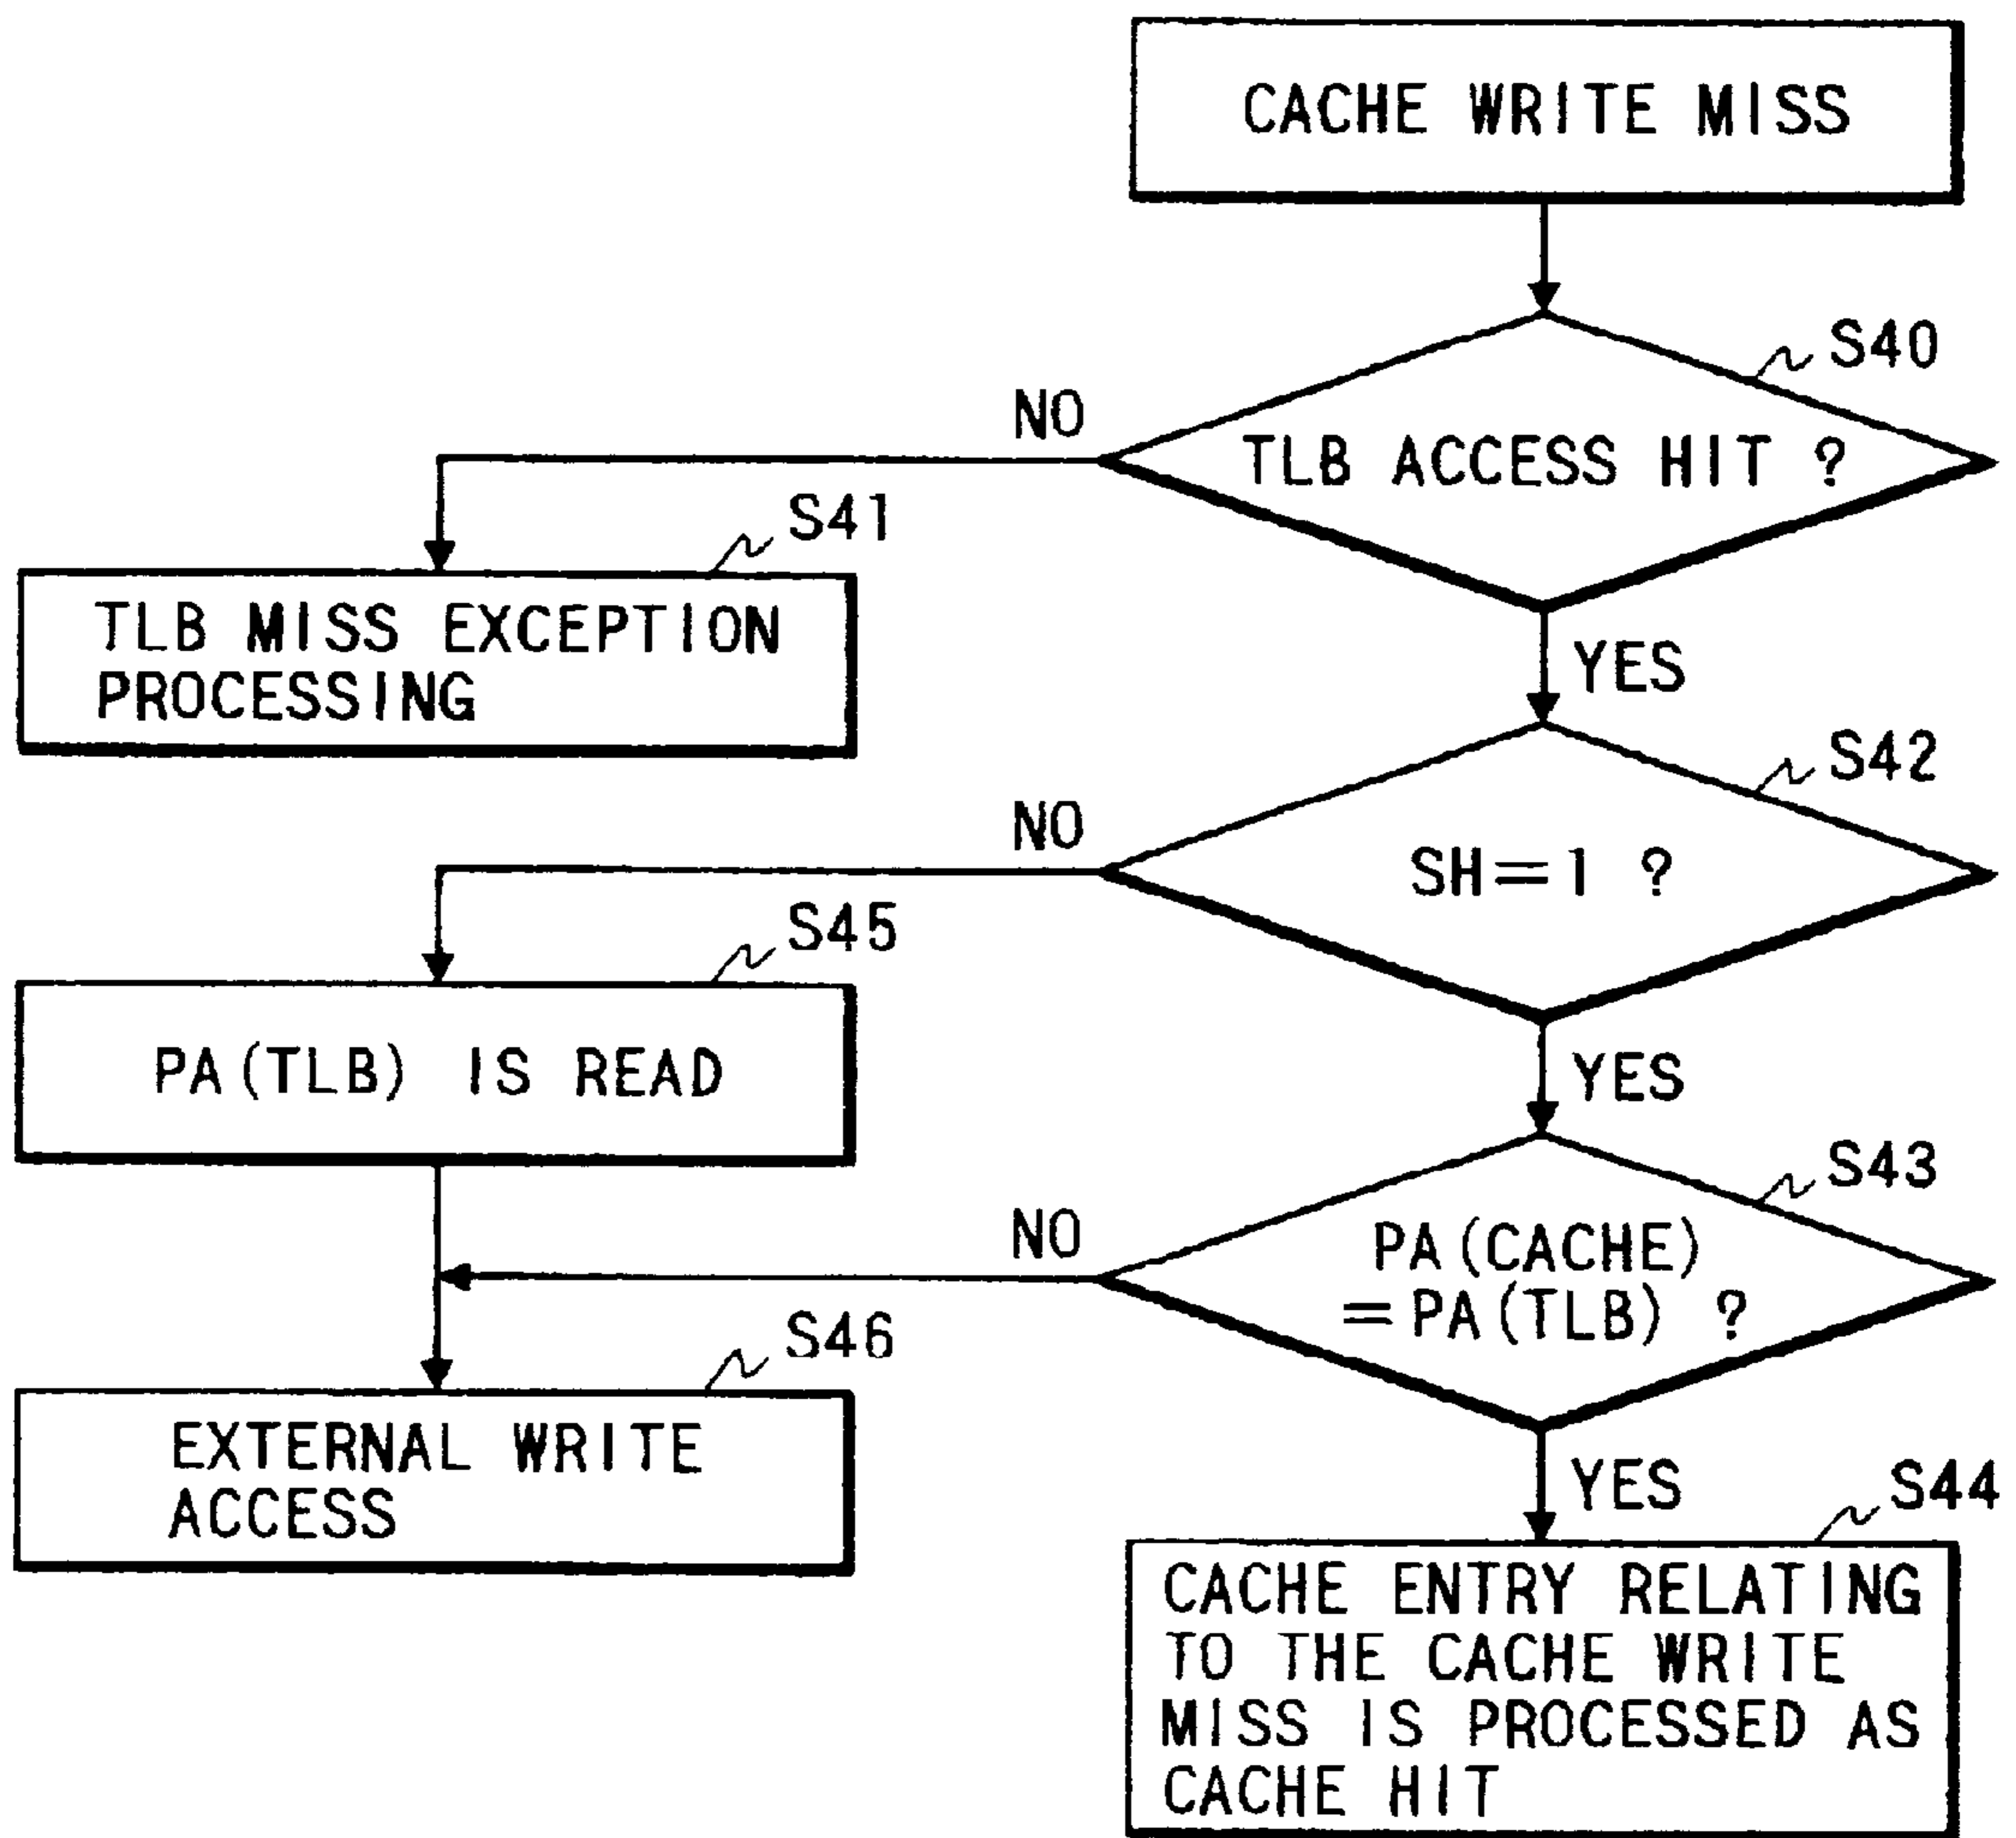 CACHE WRITE MISS
S40
NO
TLB ACCESS HIT ?
S41
TLB MISS EXCEPTION
PROCESSING
YES
S42
NO
SH=1 ?
S45
PA(TLB) IS READ
YES
S43
NO
PA(CACHE)
=PA(TLB) ?
S46
EXTERNAL WRITE
ACCESS
YES
S44
CACHE ENTRY RELATING
TO THE CACHE WRITE
MISS IS PROCESSED AS
CACHE HIT